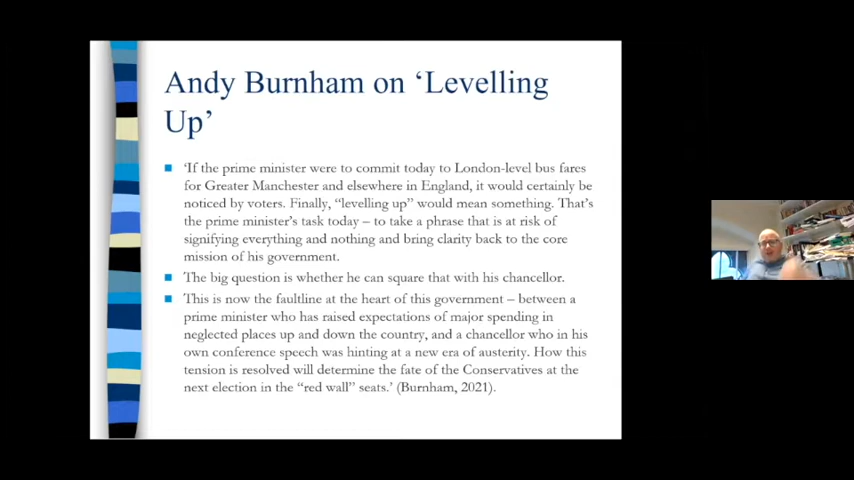 Andy Burnham on ‘Levelling
Up’
‘If the prime minister were to commit today to London-level bus fares
for Greater Manchester and elsewhere in England, it would certainly be
noticed by voters. Finally, “levelling up” would mean something. That’s
the prime minister’s task today – to take a phrase that is at risk of
signifying everything and nothing and bring clarity back to the core
mission of his government.
The big question is whether he can square that with his chancellor.
This is now the faultline at the heart of this government – between a
prime minister who has raised expectations of major spending in
neglected places up and down the country, and a chancellor who in his
own conference speech was hinting at a new era of austerity. How this
tension is resolved will determine the fate of the Conservatives at the
next election in the “red wall” seats.’ (Burnham, 2021).